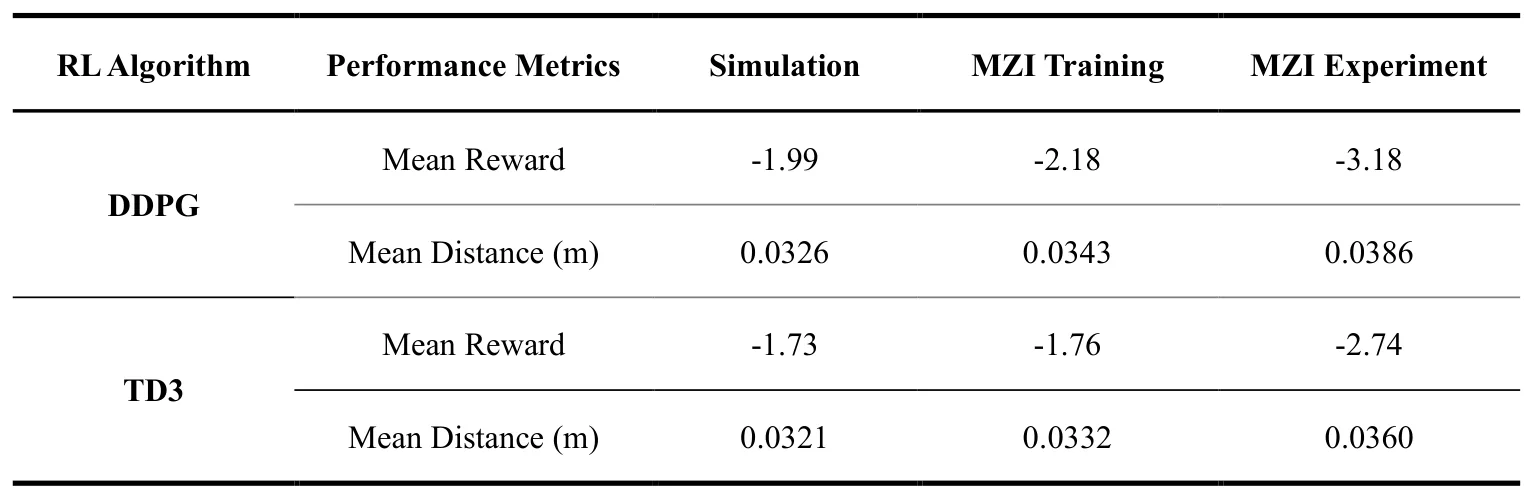 RL Algorithm Performance Metrics Simulation MZI Training MZI Experiment
DDPG
Mean Reward -1.99 -2.18 -3.18
Mean Distance (m) 0.0326 0.0343 0.0386
TD3
Mean Reward -1.73 -1.76 -2.74
Mean Distance (m) 0.0321 0.0332 0.0360